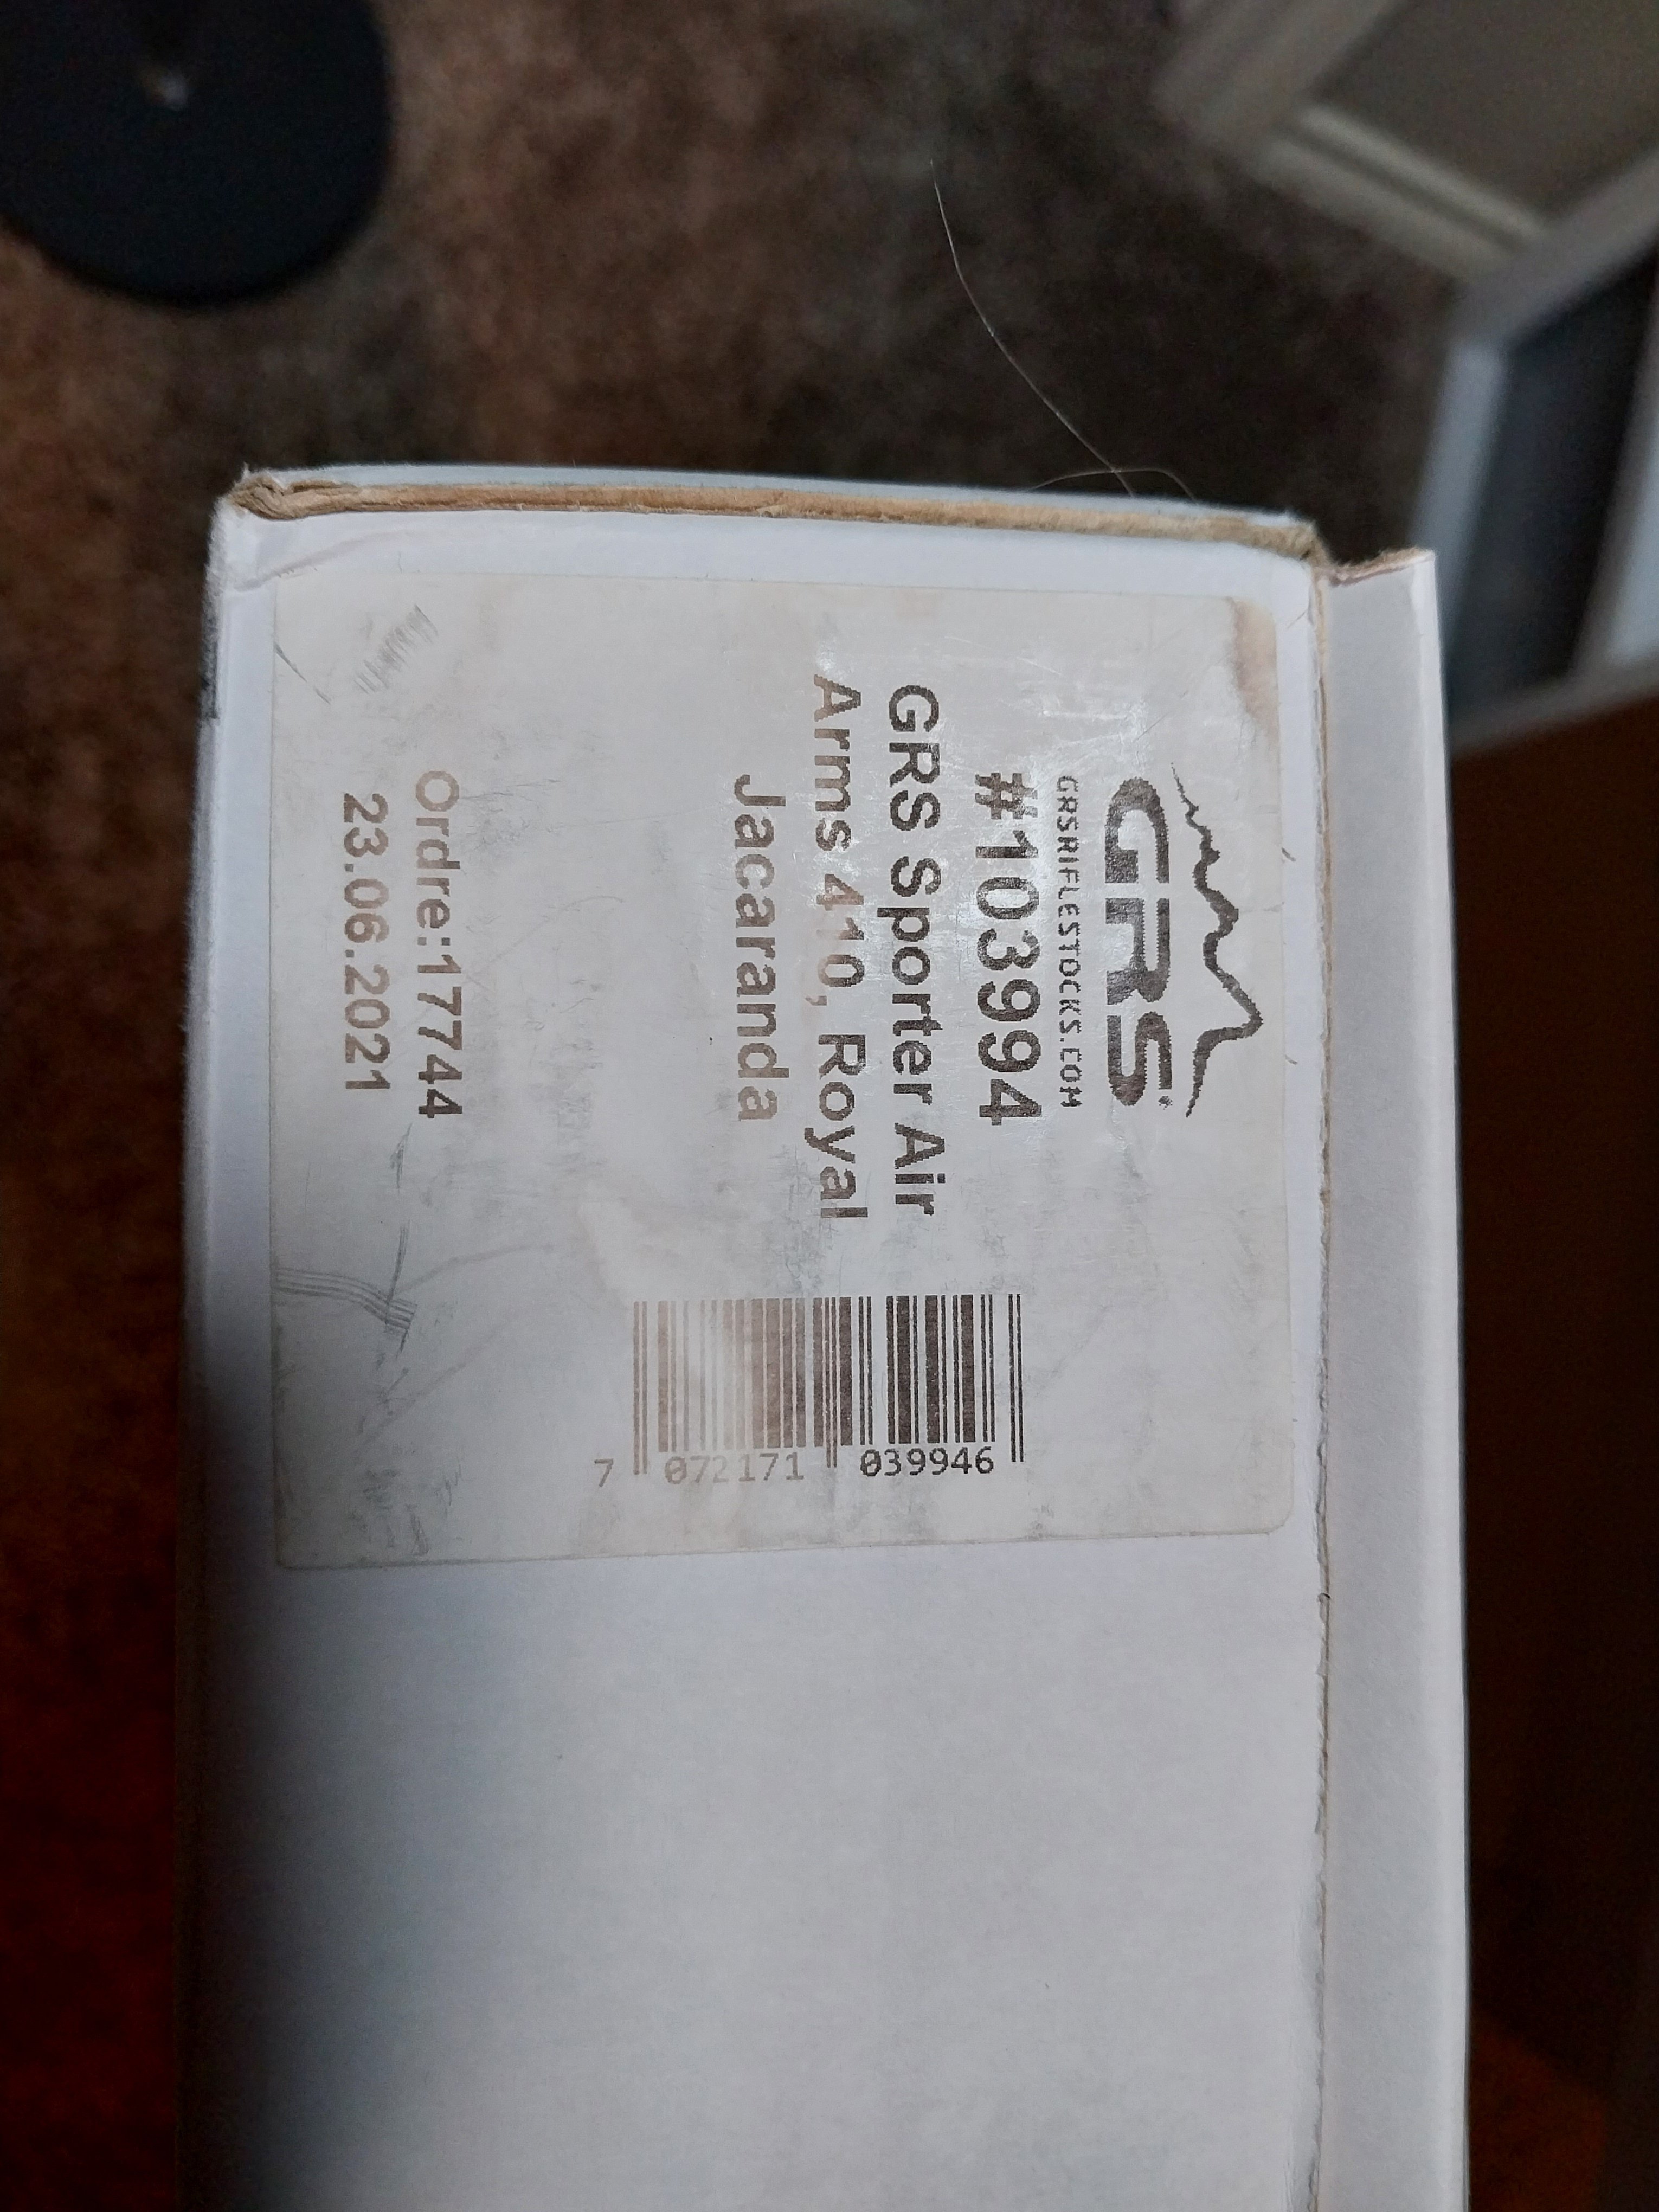 GRS
GRSRIFLESTOCKS.COM
#103994
GRS Sporter Air
Arms 410, Royal
Jacaranda
Ordre:17744
23.06.2021
7 072171 039946